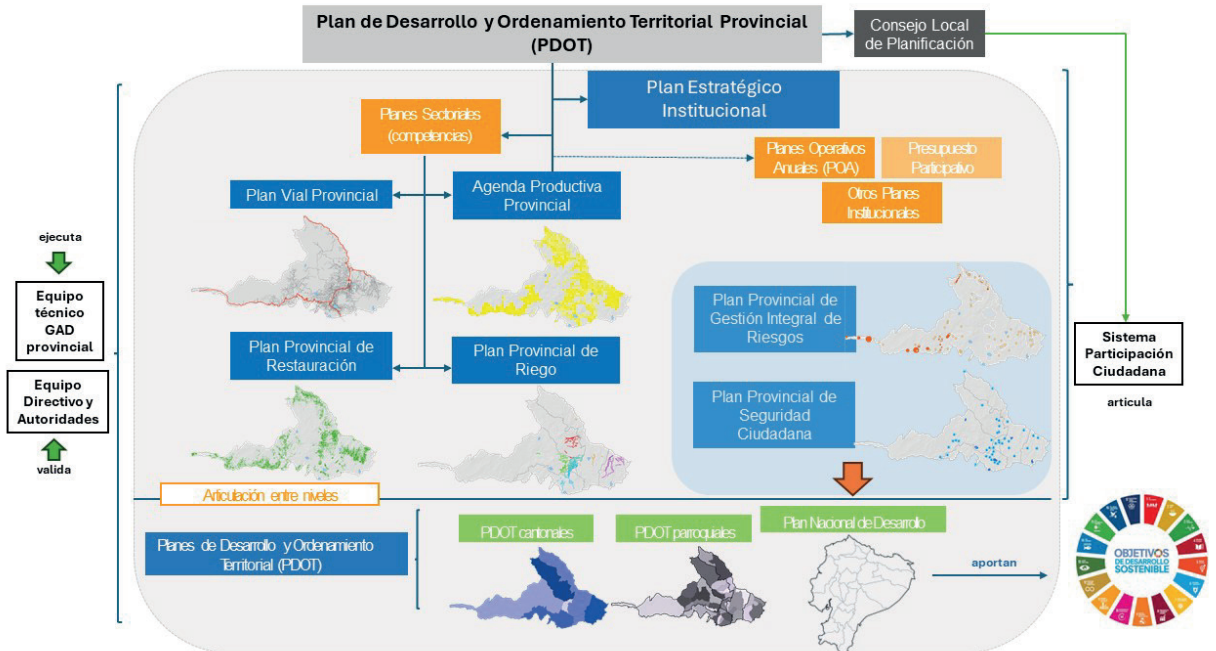 Plan de Desarrollo y Ordenamiento Territorial Provincial
(PDOT)
Consejo Local
de Planificación
Plan Estratégico
Institucional
Planes Sectoriales
(competencias)
Planes Operativos
Anuales (POA)
Presupuesto
Participativo
Otros Planes
Institucionales
Plan Vial Provincial
Agenda Productiva
Provincial
ejecuta
Equipo
técnico
GAD
provincial
Equipo
Directivo y
Autoridades
valida
Plan Provincial de
Restauración
Plan Provincial de
Riego
Plan Provincial de
Gestión Integral de
Riesgos
Plan Provincial de
Seguridad
Ciudadana
Sistema
Participación
Ciudadana
articula
Articulación entre niveles
Planes de Desarrollo y Ordenamiento
Territorial (PDOT)
PDOT cantonales
PDOT parroquiales
Plan Nacional de Desarrollo
aportan
OBJETIVOS
DE DESARROLLO
SOSTENIBLE